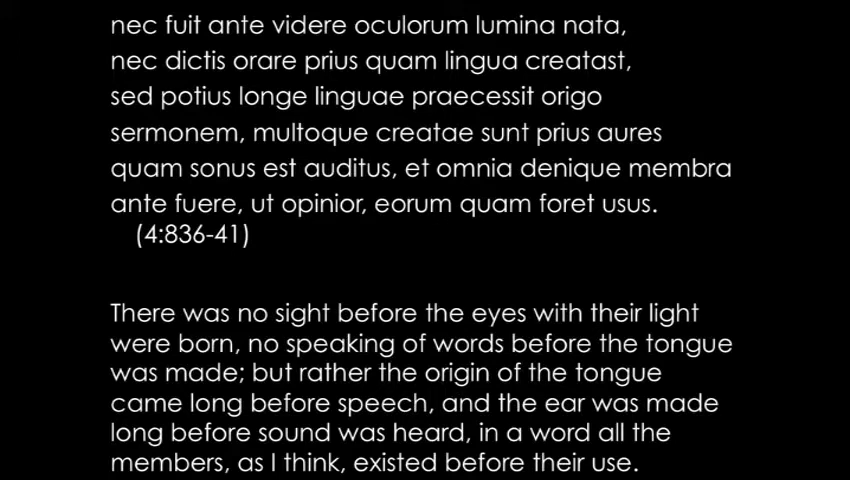 nec fuit ante videre oculorum lumina nata,
nec dictis orare prius quam lingua creatast,
sed potius longe linguae praecessit origo
sermonem, multoque creatae sunt prius aures
quam sonus est auditus, et omnia denique membra
ante fuere, ut opinior, eorum quam foret usus.
(4:836-41)
There was no sight before the eyes with their light
were born, no speaking of words before the tongue
was made; but rather the origin of the tongue
came long before speech, and the ear was made
long before sound was heard, in a word all the
members, as I think, existed before their use.